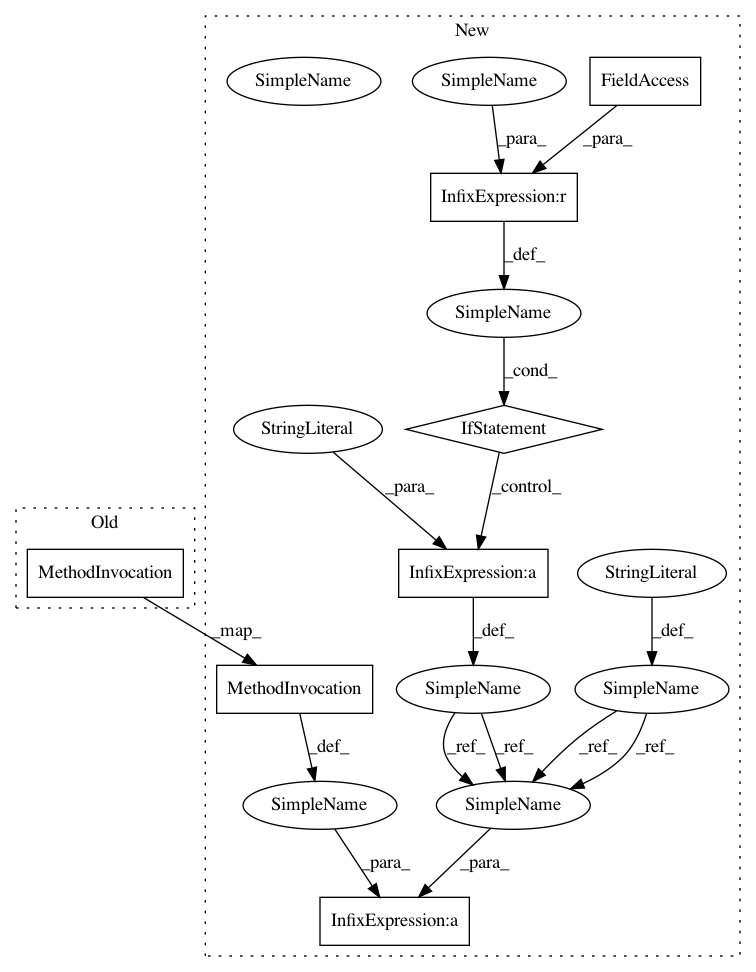 New
SimpleName
SimpleName
FieldAccess
_para_
_para_
InfixExpression:r
_def_
SimpleName
_cond_
StringLiteral
IfStatement
_para_
_control_
Old
MethodInvocation
InfixExpression:a
StringLiteral
_map_
_def_
_def_
MethodInvocation
SimpleName
SimpleName
_def_
_ref_
_ref_
_ref_
_ref_
SimpleName
SimpleName
_para_
_para_
InfixExpression:a